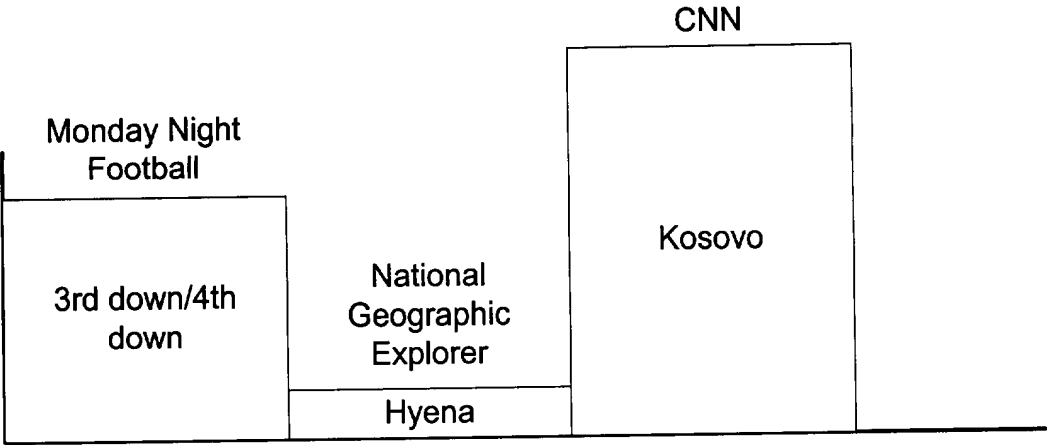 CNN
Monday Night
Football
Kosovo
3rd down/4th
down
National
Geographic
Explorer
Hyena